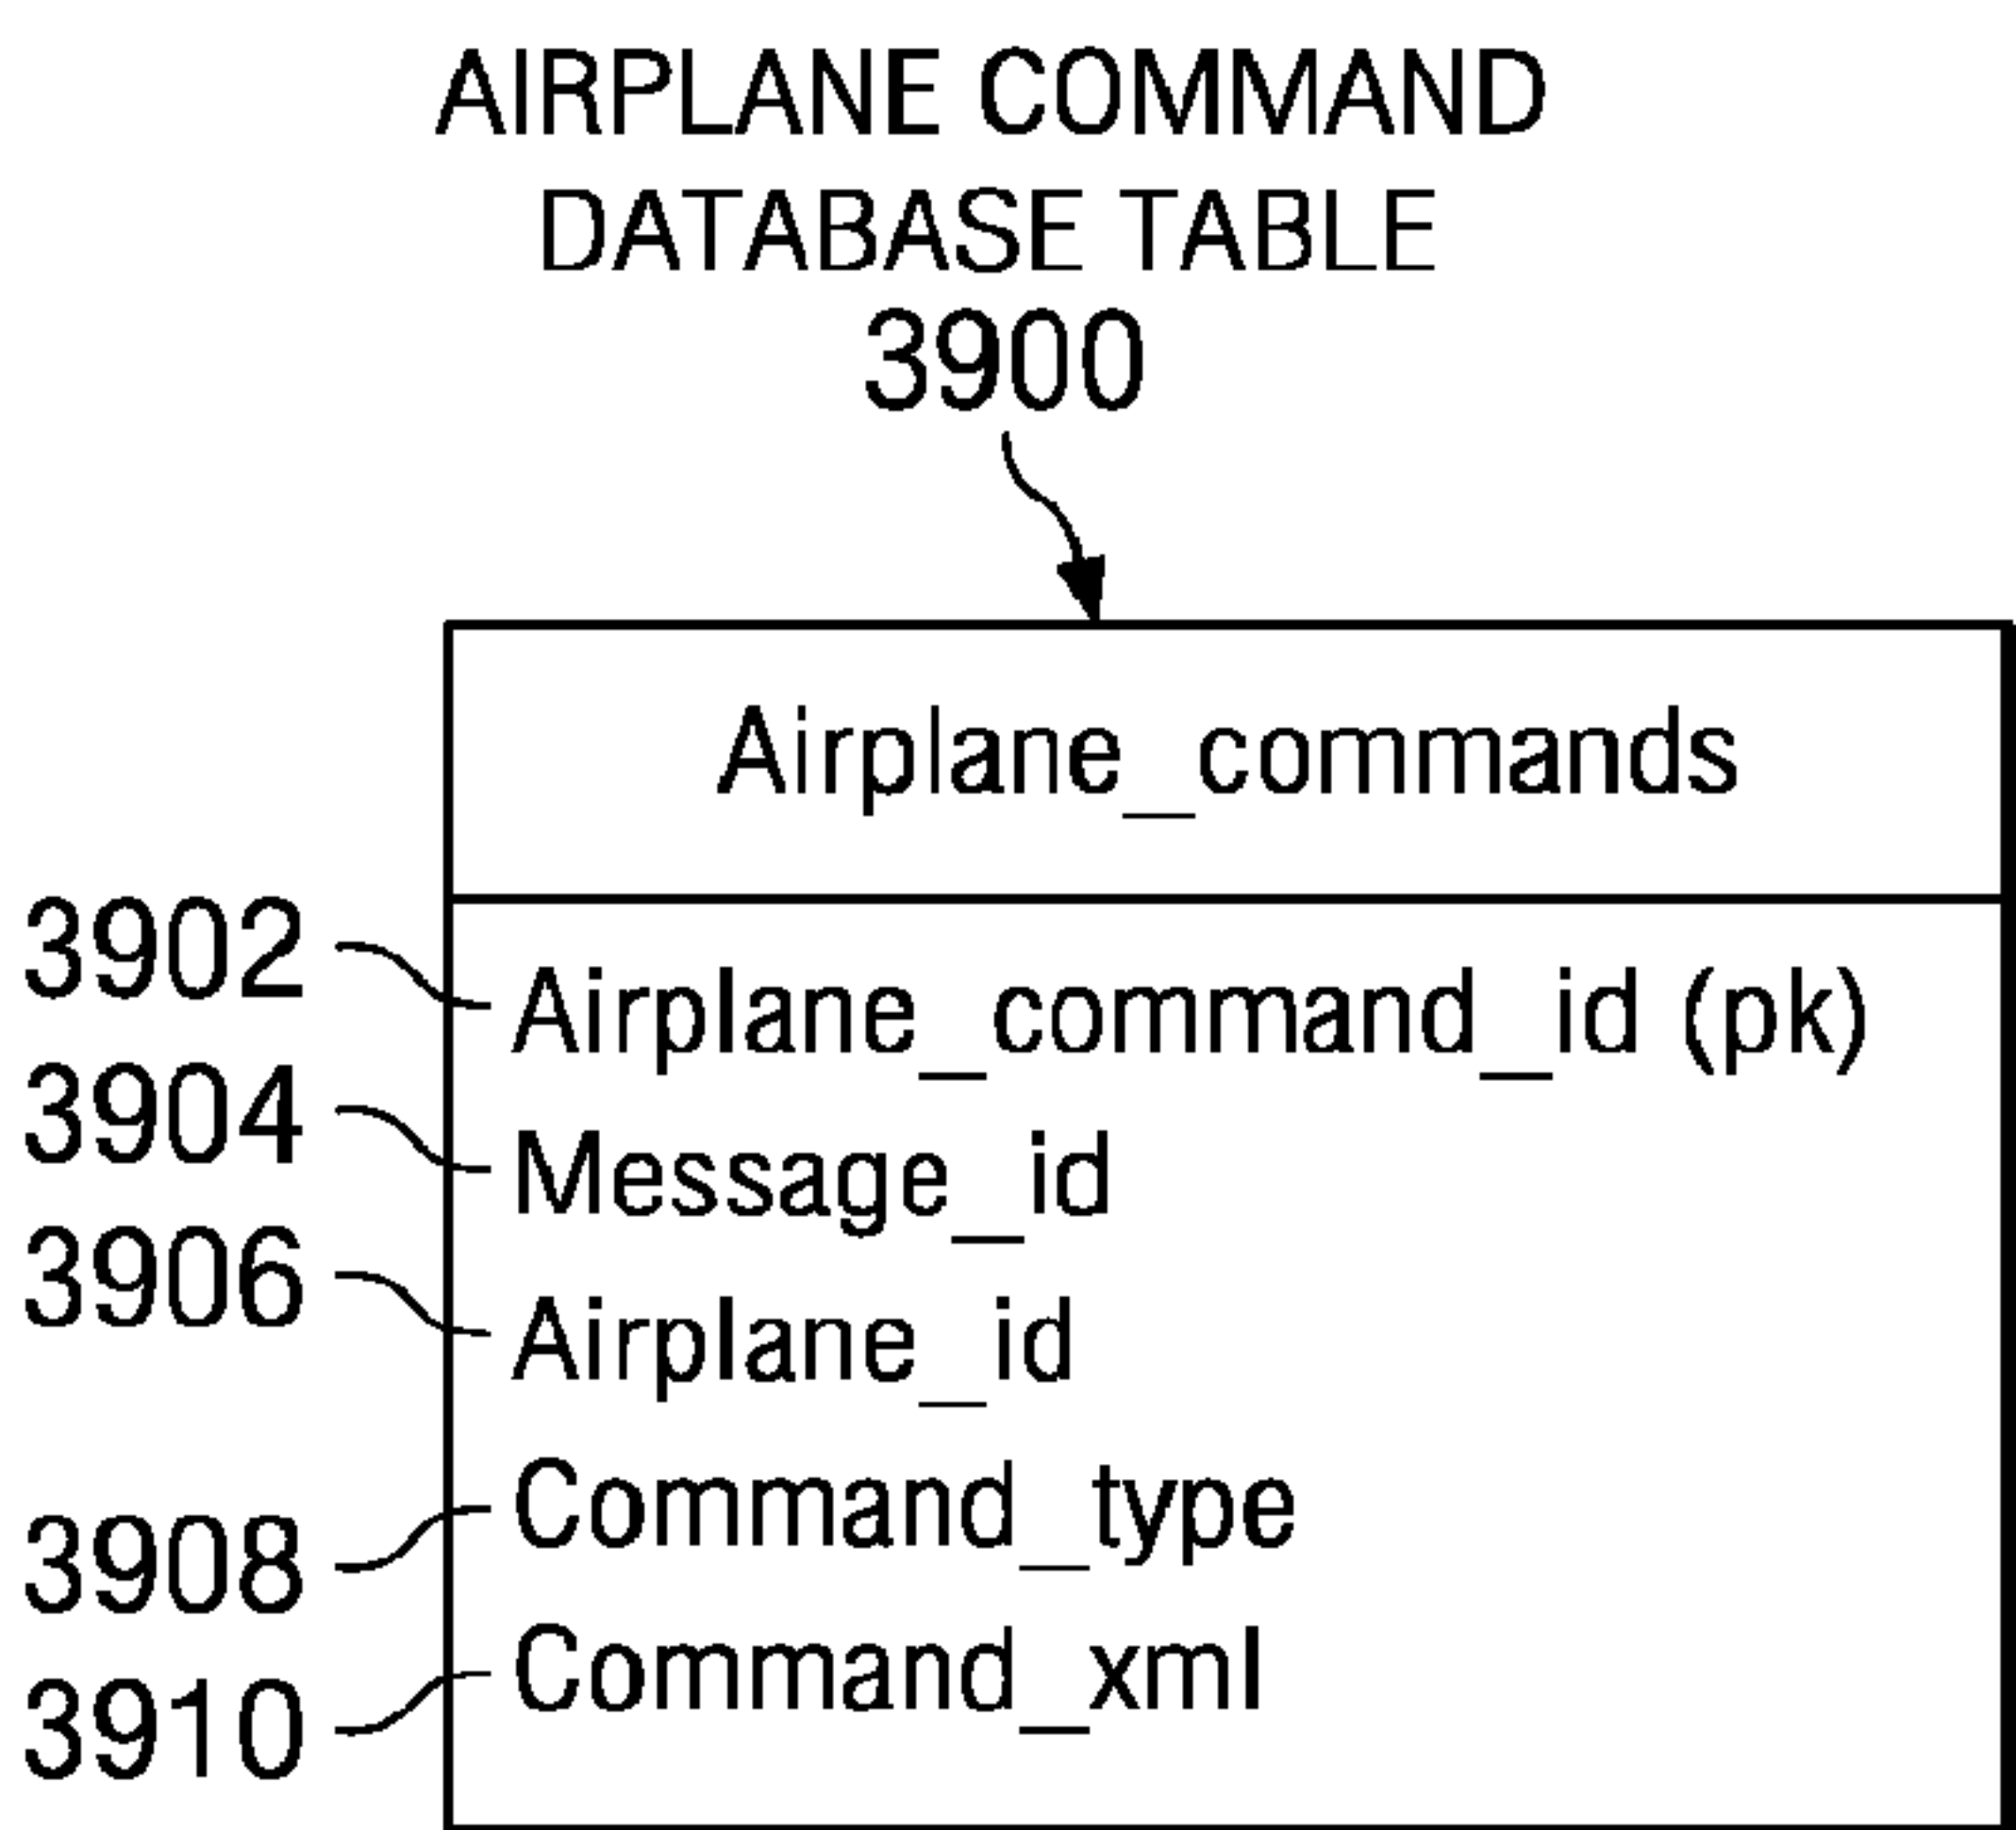 AIRPLANE COMMAND
DATABASE TABLE
3900
Airplane_commands
3902 Airplane_command_id (pk)
3904 Message_id
3906 Airplane_id
3908 Command_type
3910 Command_xml